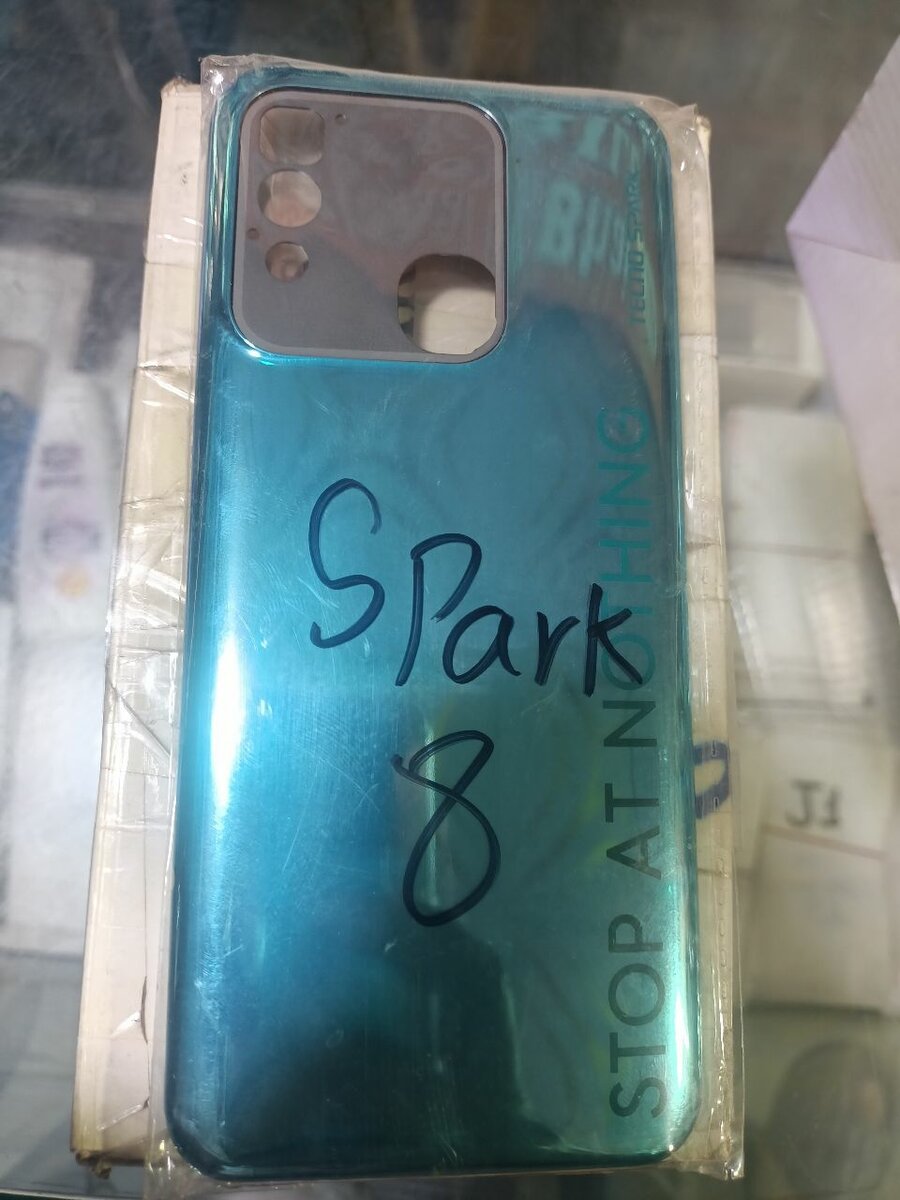 SPark
8
TECNO SPARK
STOP AT NOTHING
J1